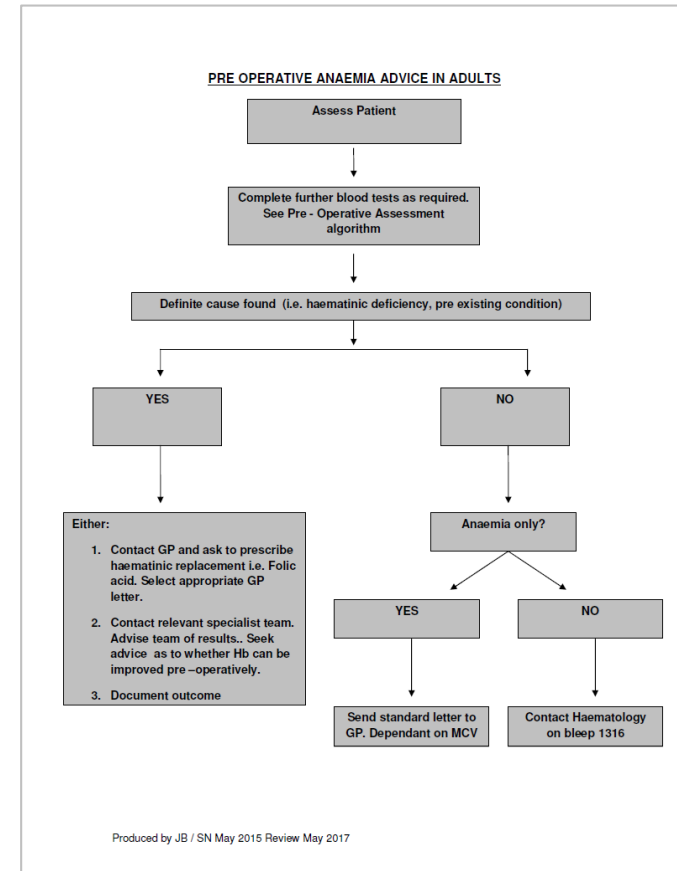 PRE OPERATIVE ANAEMIA ADVICE IN ADULTS
Assess Patient
Complete further blood tests as required.
See Pre - Operative Assessment
algorithm
Definite cause found (i.e. haematinic deficiency, pre existing condition)
YES
NO
Either:
1. Contact GP and ask to prescribe
haematinic replacement i.e. Folic
acid. Select appropriate GP
letter.
2. Contact relevant specialist team.
Advise team of results.. Seek
advice as to whether Hb can be
improved pre –operatively.
3. Document outcome
Anaemia only?
YES
NO
Send standard letter to
GP. Dependant on MCV
Contact Haematology
on bleep 1316
Produced by JB / SN May 2015 Review May 2017